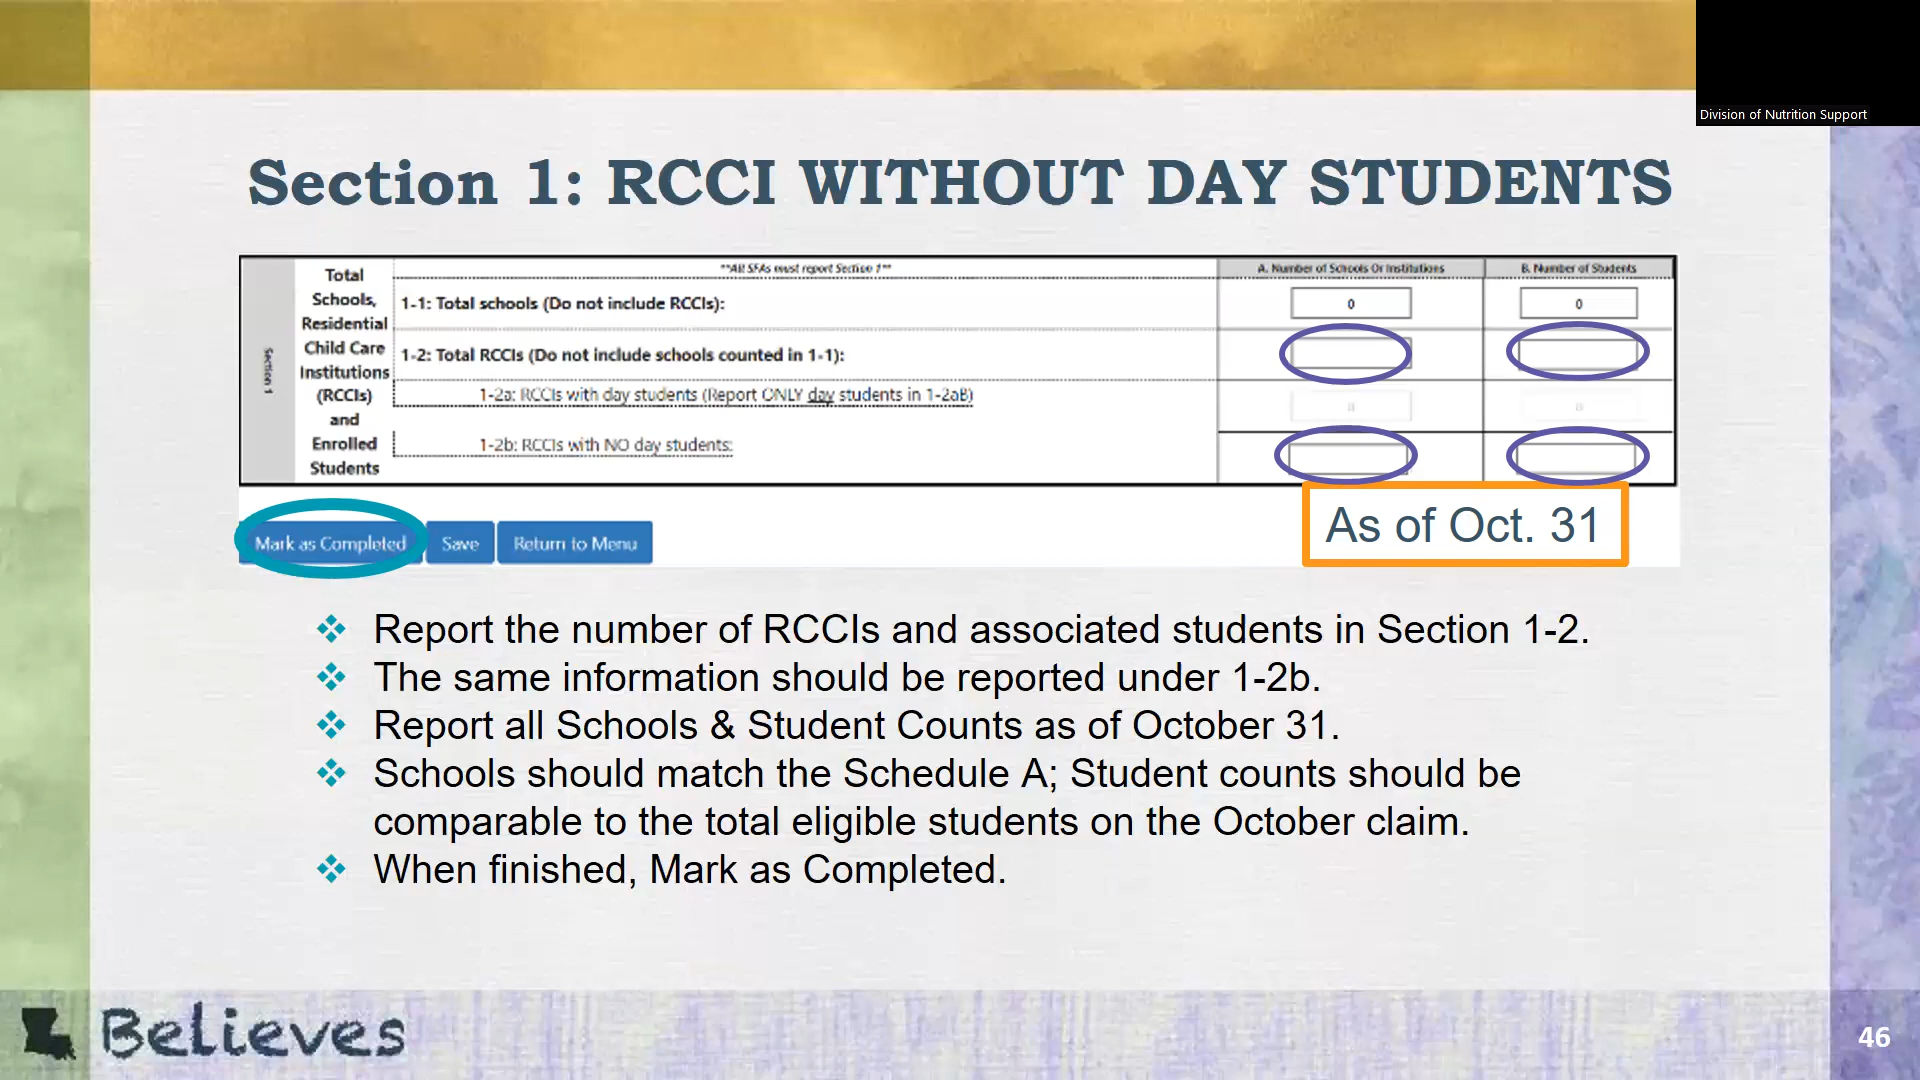 Division of Nutrition Support
Section 1: RCCI WITHOUT DAY STUDENTS
Section 1
Total
Schools,
Residential
Child Care
Institutions
(RCCIs)
and
Enrolled
Students
**All SFAs must report Section 1**
A. Number of Schools Or Institutions
B. Number of Students
1-1: Total schools (Do not include RCCIs):
0
0
1-2: Total RCCIs (Do not include schools counted in 1-1):
1-2a: RCCIs with day students (Report ONLY day students in 1-2aB)
0
0
1-2b: RCCIs with NO day students:
Mark as Completed
Save
Return to Menu
As of Oct. 31
❖ Report the number of RCCIs and associated students in Section 1-2.
❖ The same information should be reported under 1-2b.
❖ Report all Schools & Student Counts as of October 31.
❖ Schools should match the Schedule A; Student counts should be
comparable to the total eligible students on the October claim.
❖ When finished, Mark as Completed.
Believes
46